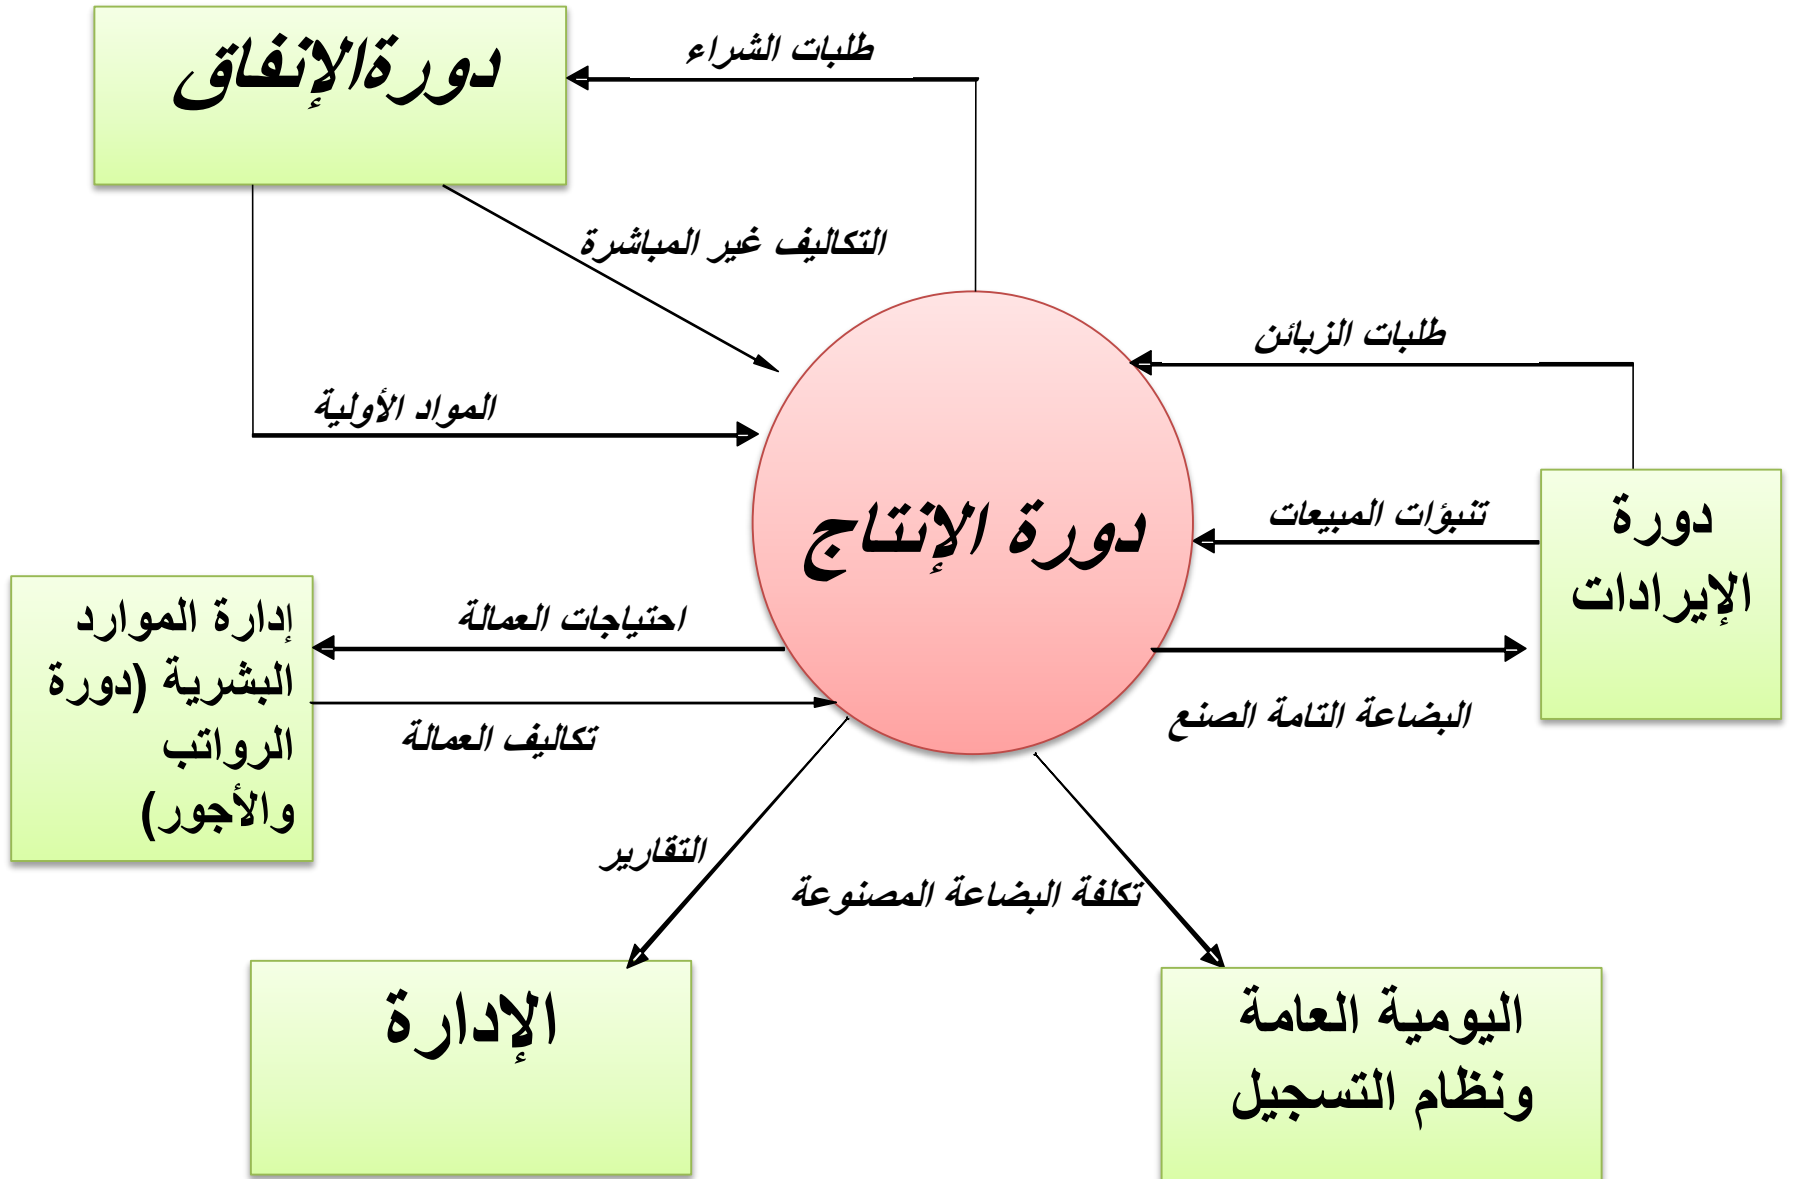 دورةالإنفاق
طلبات الشراء
التكاليف غير المباشرة
طلبات الزبائن
المواد الأولية
دورة الإنتاج
تنبؤات المبيعات
دورة
الإيرادات
احتياجات العمالة
إدارة الموارد
البشرية (دورة
الرواتب
والأجور)
تكاليف العمالة
البضاعة التامة الصنع
التقارير
تكلفة البضاعة المصنوعة
الإدارة
اليومية العامة
ونظام التسجيل